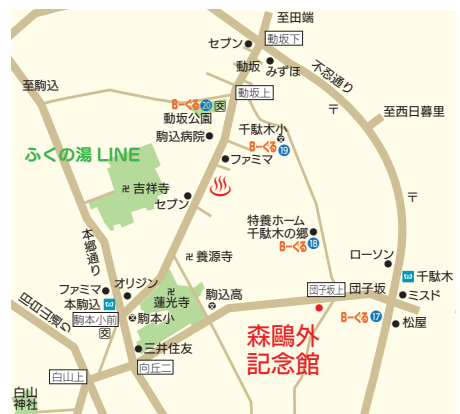 至田端
セブン
動坂下
動坂
みずほ
不忍通り
至駒込
動坂上
B-ぐる 20
動坂公園
至西日暮里
駒込病院
千駄木小
B-ぐる 19
ふくの湯 LINE
ファミマ
吉祥寺
セブン
特養ホーム
千駄木の郷
B-ぐる 18
本郷通り
養源寺
ローソン
千駄木
ファミマ
オリジン
蓮光寺
駒込高
団子坂上
団子坂
ミスド
本駒込
駒本小前
駒本小
B-ぐる 17
松屋
旧白山通り
三井住友
森鷗外
記念館
白山上
向丘二
白山
神社